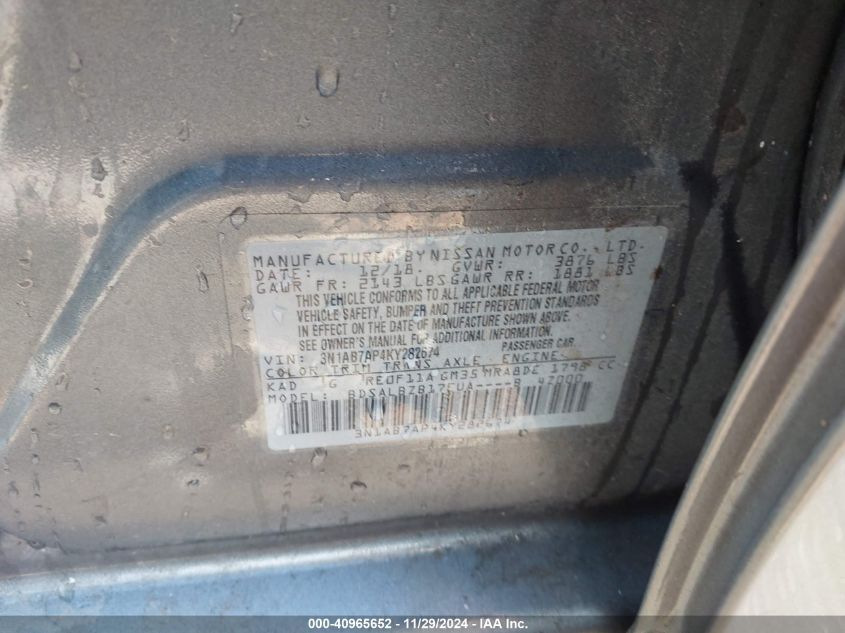 MANUFACTURED BY NISSAN MOTOR CO., LTD.
DATE: 12/18. GVWR: 3876 LBS
GAWR FR: 2143 LBS GAWR RR: 1881 LBS
THIS VEHICLE CONFORMS TO ALL APPLICABLE FEDERAL MOTOR
VEHICLE SAFETY, BUMPER AND THEFT PREVENTION STANDARDS
IN EFFECT ON THE DATE OF MANUFACTURE SHOWN ABOVE.
SEE OWNER'S MANUAL FOR ADDITIONAL INFORMATION.
VIN: 3N1AB7AP4KY282674 PASSENGER CAR
COLOR TRIM TRANS AXLE ENGINE
KAD G RE0F11A GM35 MRA8DE 1798 CC
MODEL: BDSALBZB17EUA----B 42000
3N1AB7AP4KY282674
000-40965652 - 11/29/2024 - IAA Inc.